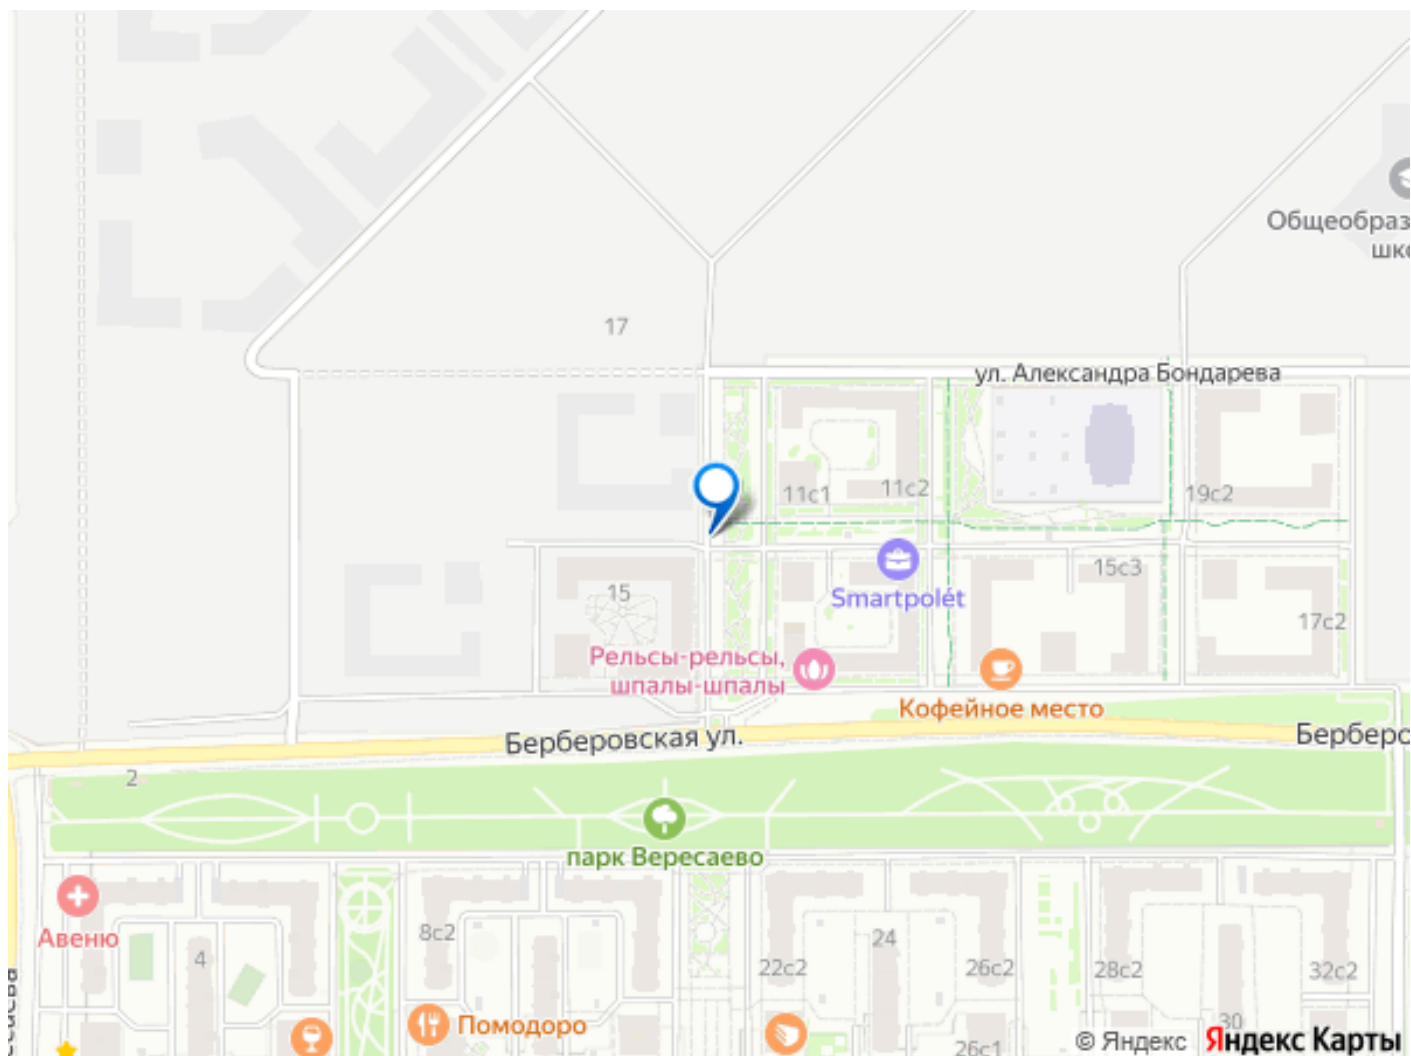 Общеобраз
шко
17
ул. Александра Бондарева
11с1
11с2
19с2
Smartpolét
15с3
15
17с2
Рельсы-рельсы,
шпалы-шпалы
Кофейное место
Берберовская ул.
Берберо
2
парк Вересаево
Авеню
4
8с2
24
22с2
26с2
28с2
32с2
Помодоро
30
26с1
© Яндекс
Яндекс Карты